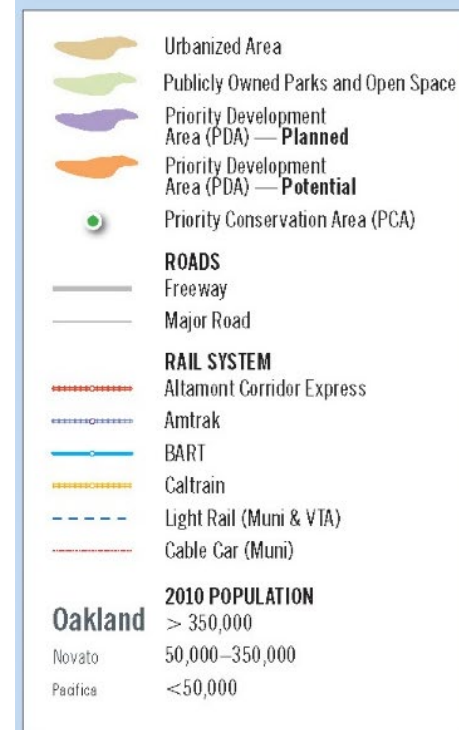 Urbanized Area
Publicly Owned Parks and Open Space
Priority Development
Area (PDA) — Planned
Priority Development
Area (PDA) — Potential
Priority Conservation Area (PCA)
ROADS
Freeway
Major Road
RAIL SYSTEM
Altamont Corridor Express
Amtrak
BART
Caltrain
Light Rail (Muni & VTA)
Cable Car (Muni)
2010 POPULATION
Oakland > 350,000
Novato 50,000–350,000
Pacifica <50,000